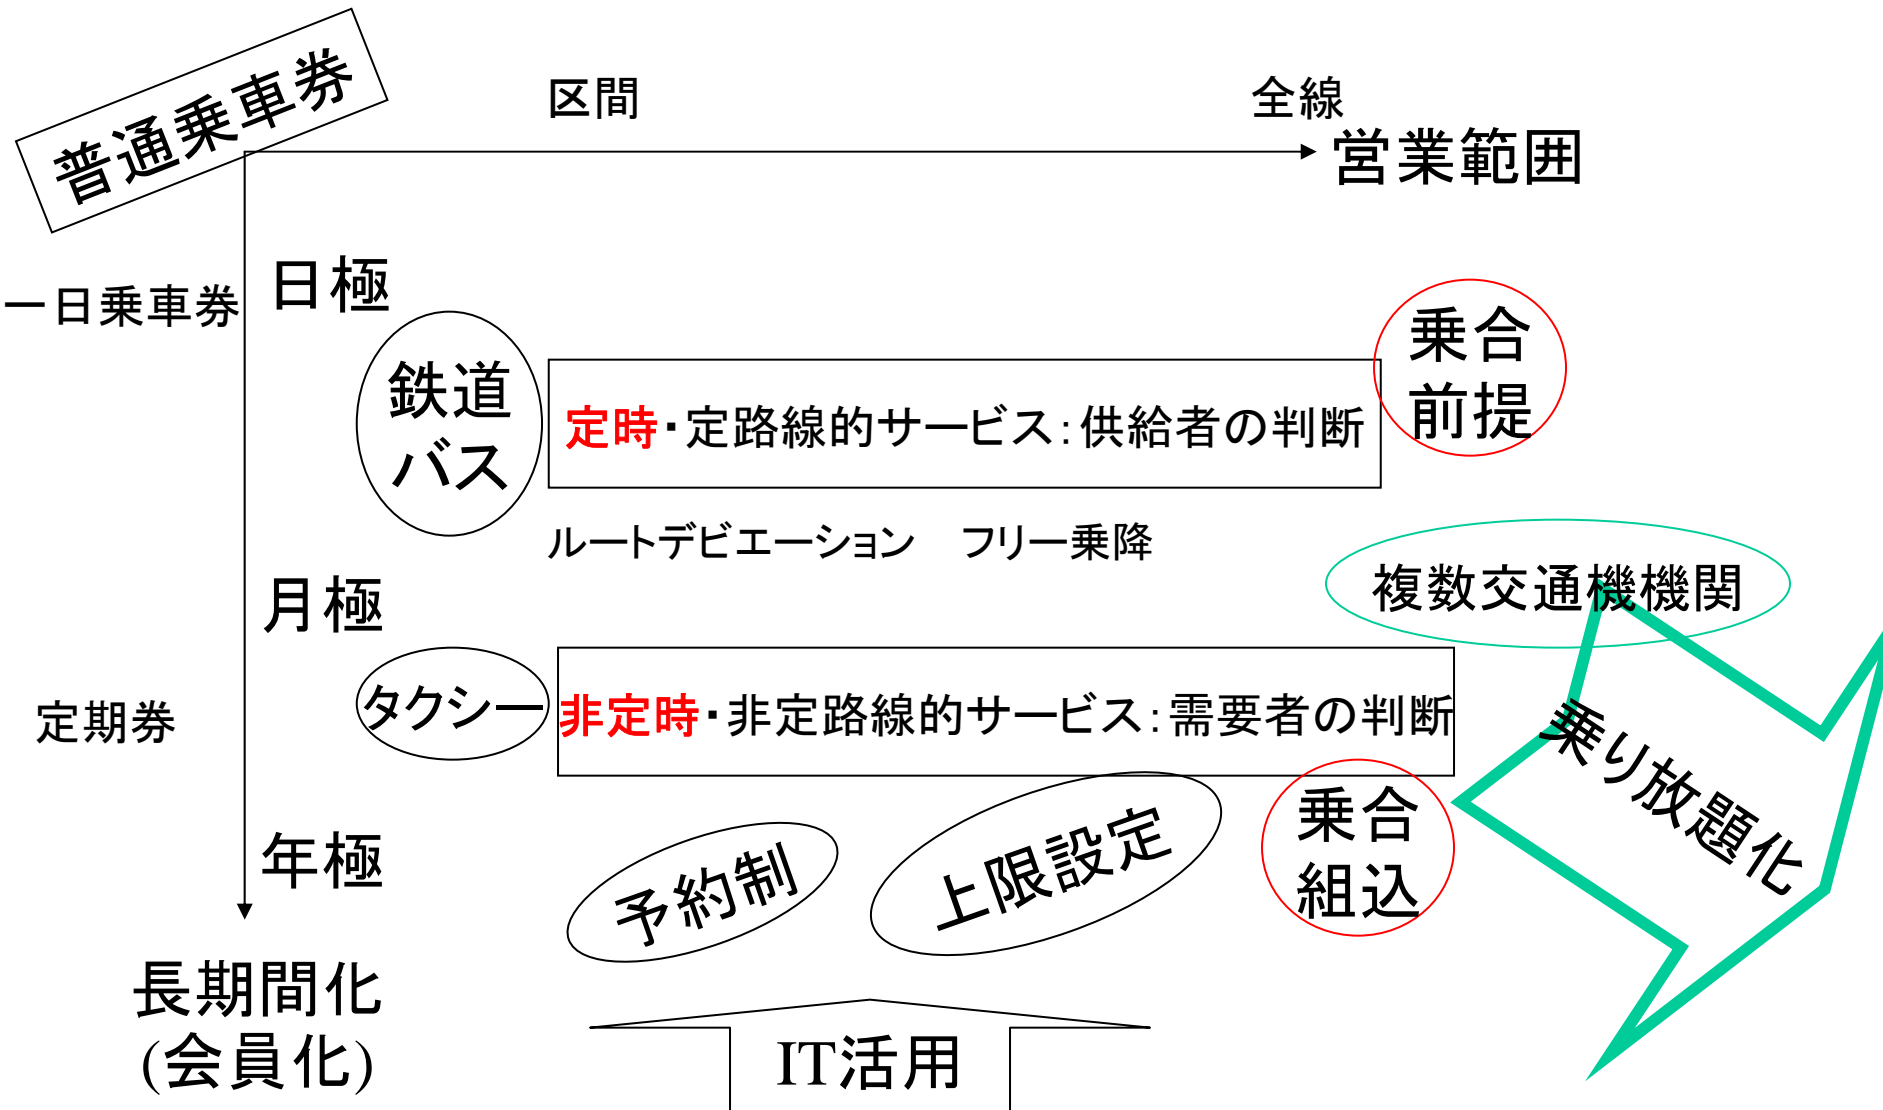 普通乗車券
区間
全線
営業範囲
日極
一日乗車券
鉄道
バス
定時・定路線的サービス：供給者の判断
乗合
前提
ルートデビエーション　フリー乗降
複数交通機機関
月極
タクシー
非定時・非定路線的サービス：需要者の判断
定期券
乗り放題化
年極
予約制
上限設定
乗合
組込
長期間化
(会員化)
IT活用